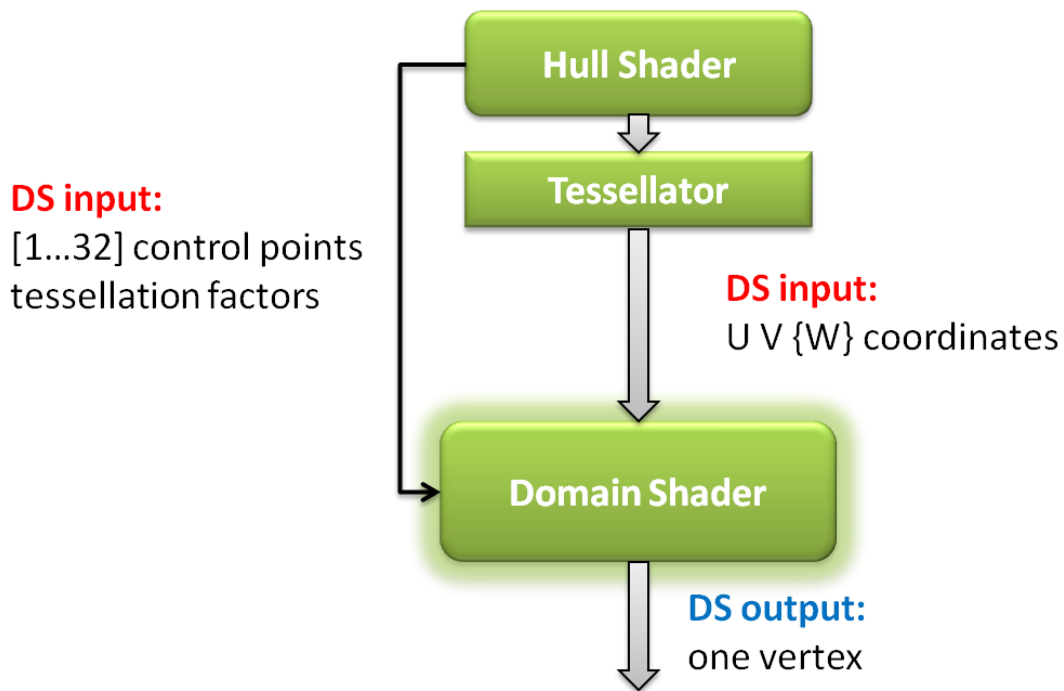 Hull Shader
Tessellator
DS input:
[1...32] control points
tessellation factors
DS input:
U V {W} coordinates
Domain Shader
DS output:
one vertex